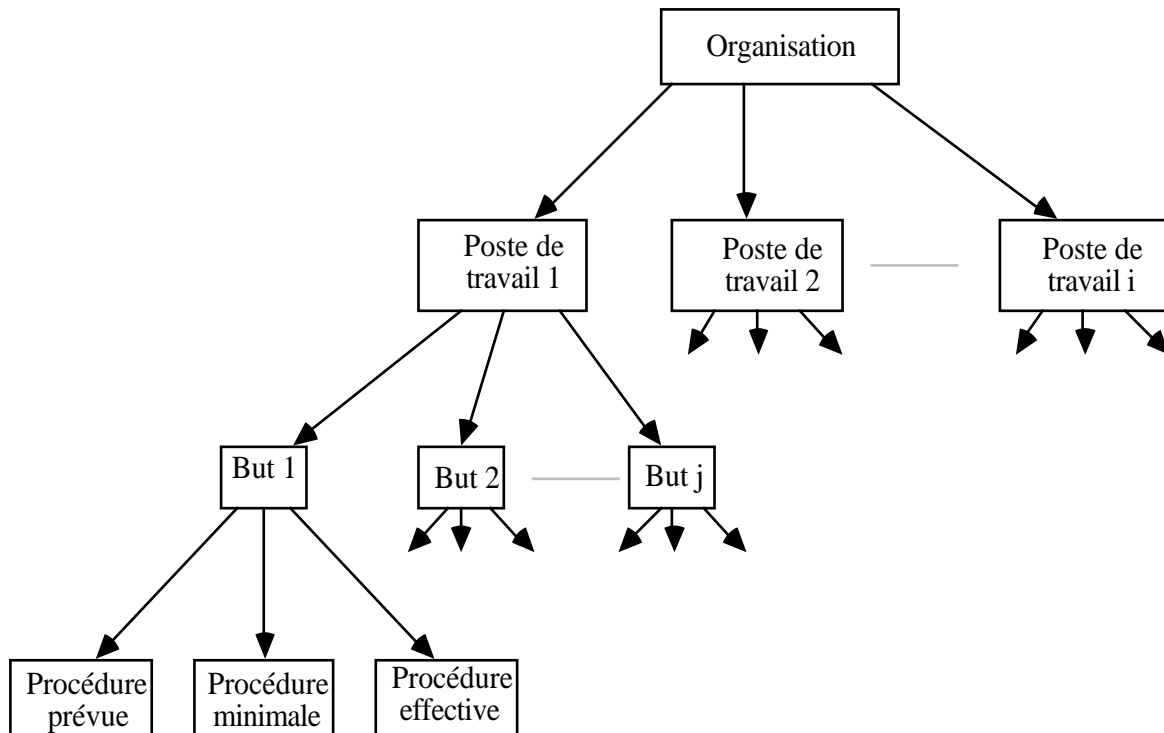 Organisation
Poste de
travail 1
Poste de
travail 2
Poste de
travail i
But 1
But 2
But j
Procédure
prévue
Procédure
minimale
Procédure
effective